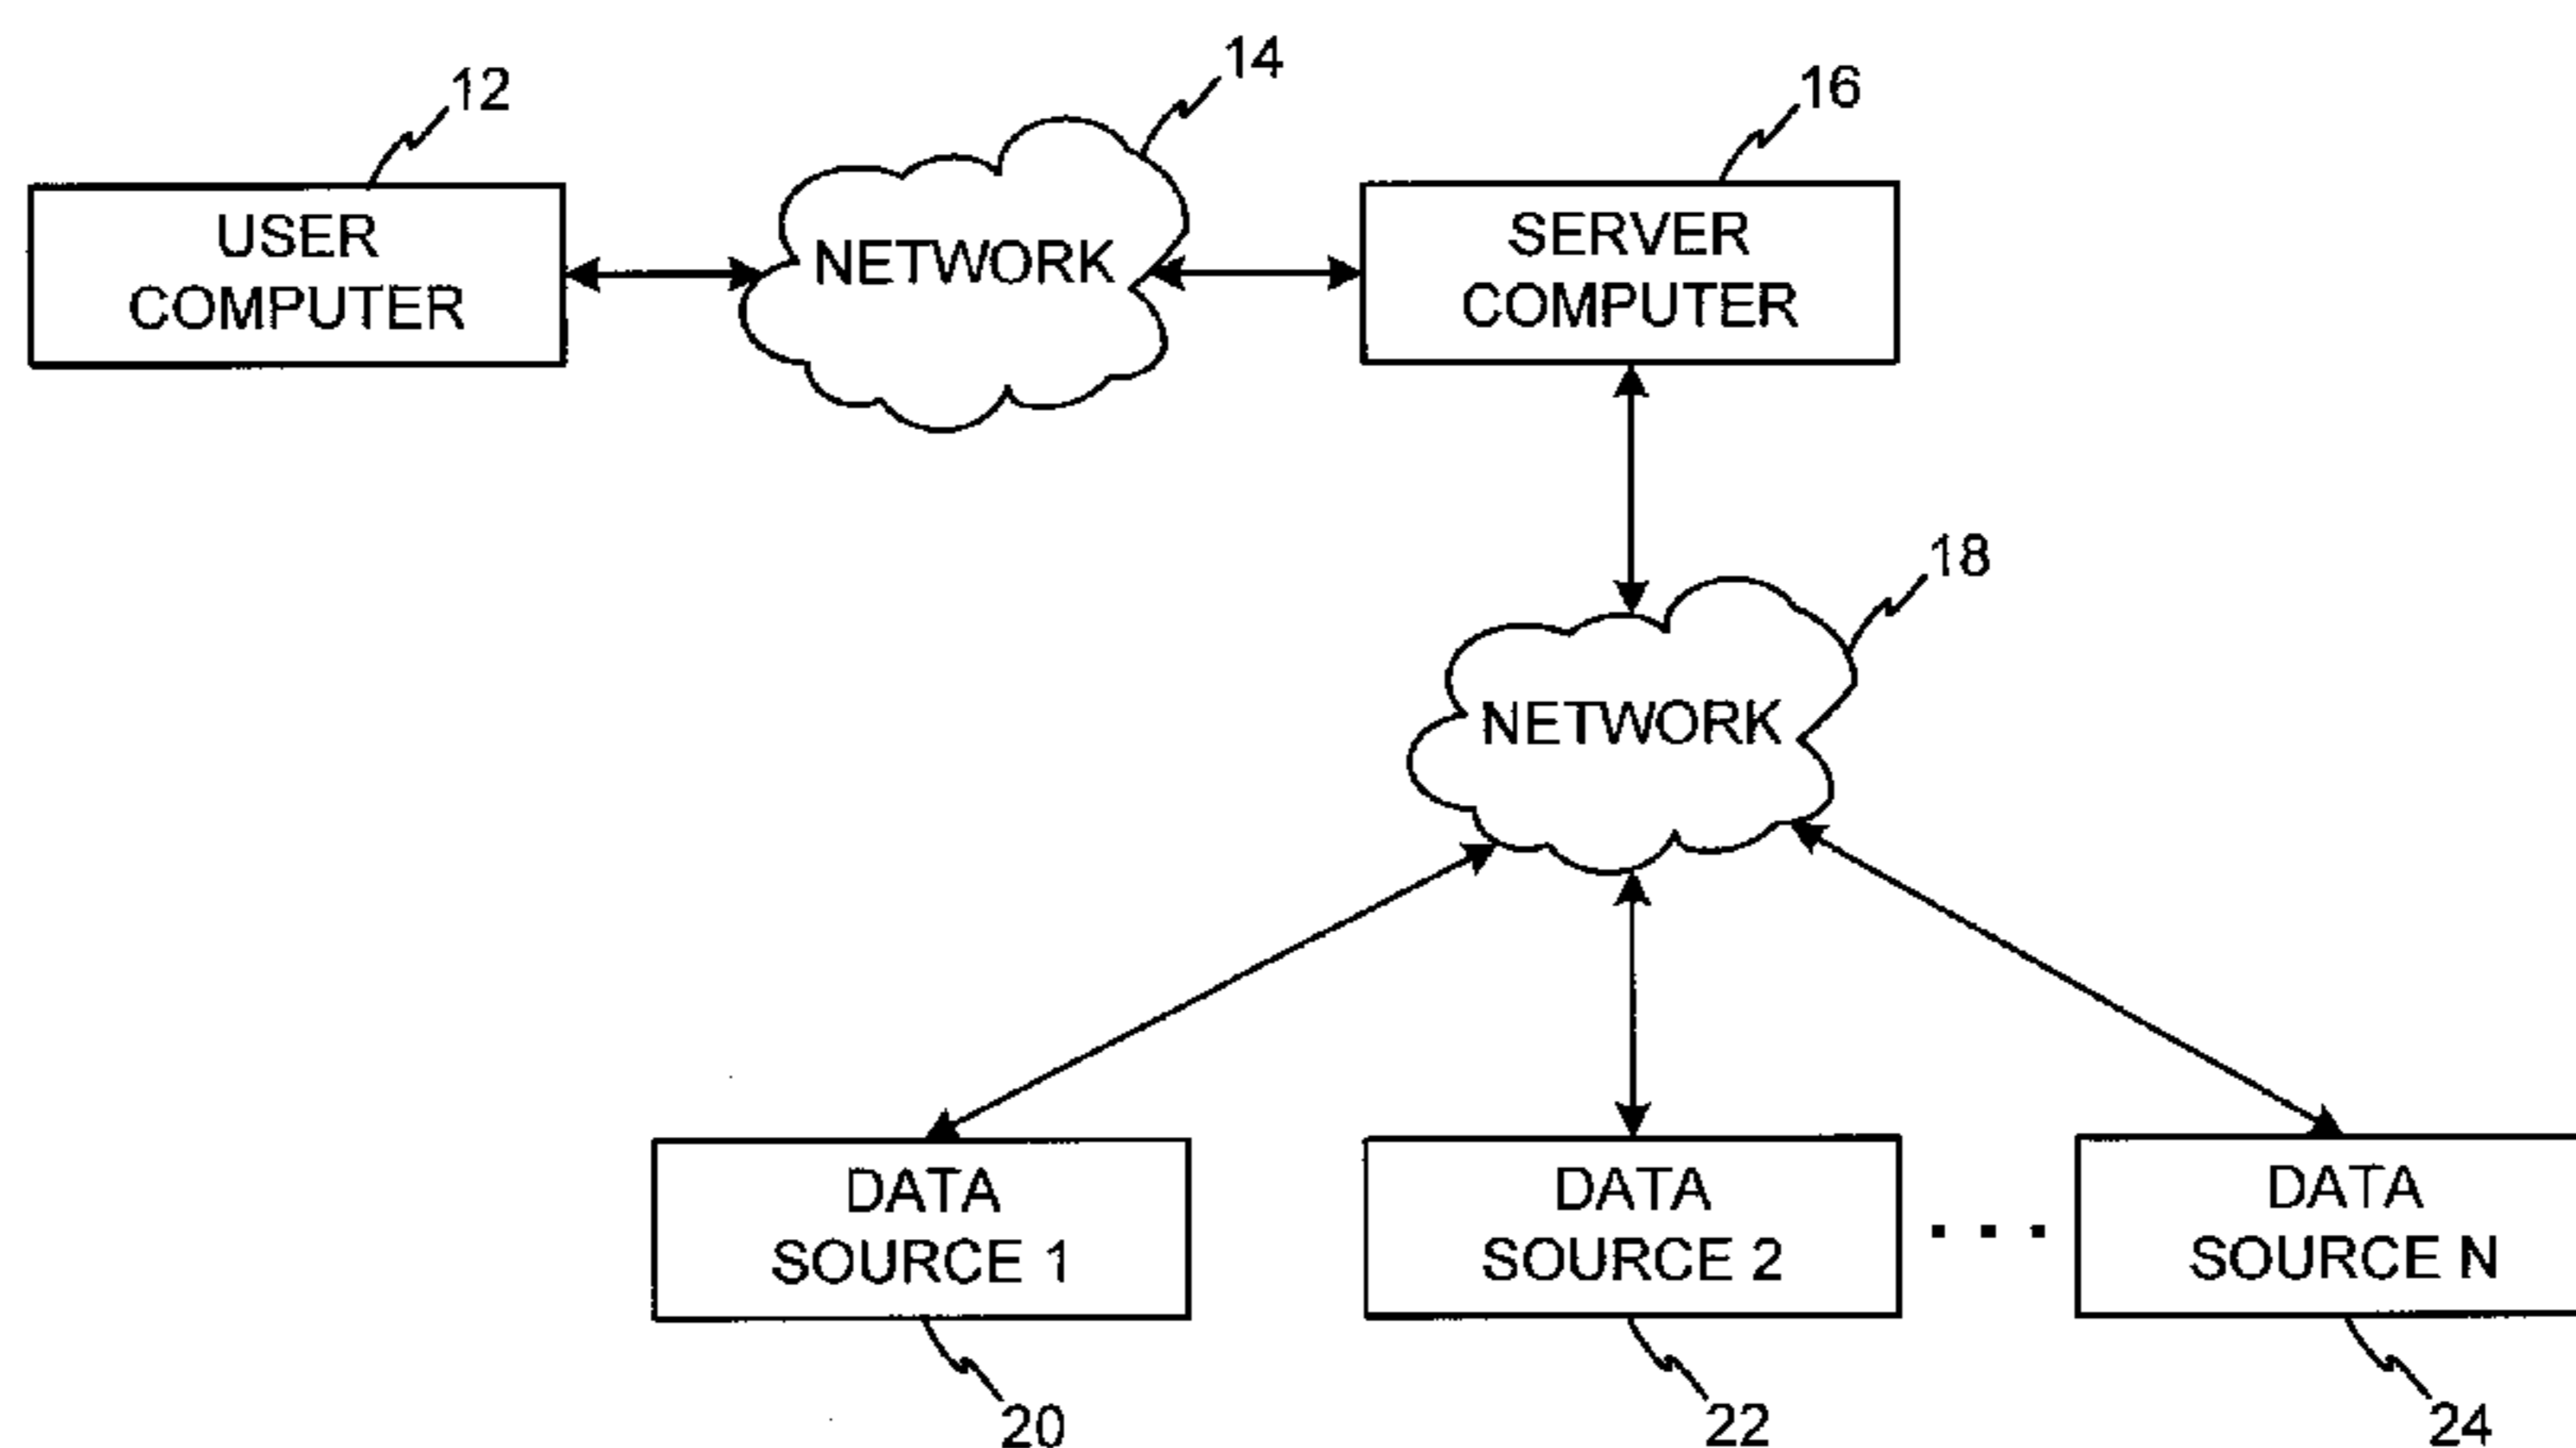 12
14
16
USER
COMPUTER
NETWORK
SERVER
COMPUTER
18
NETWORK
DATA
SOURCE 1
DATA
SOURCE 2
. . .
DATA
SOURCE N
20
22
24